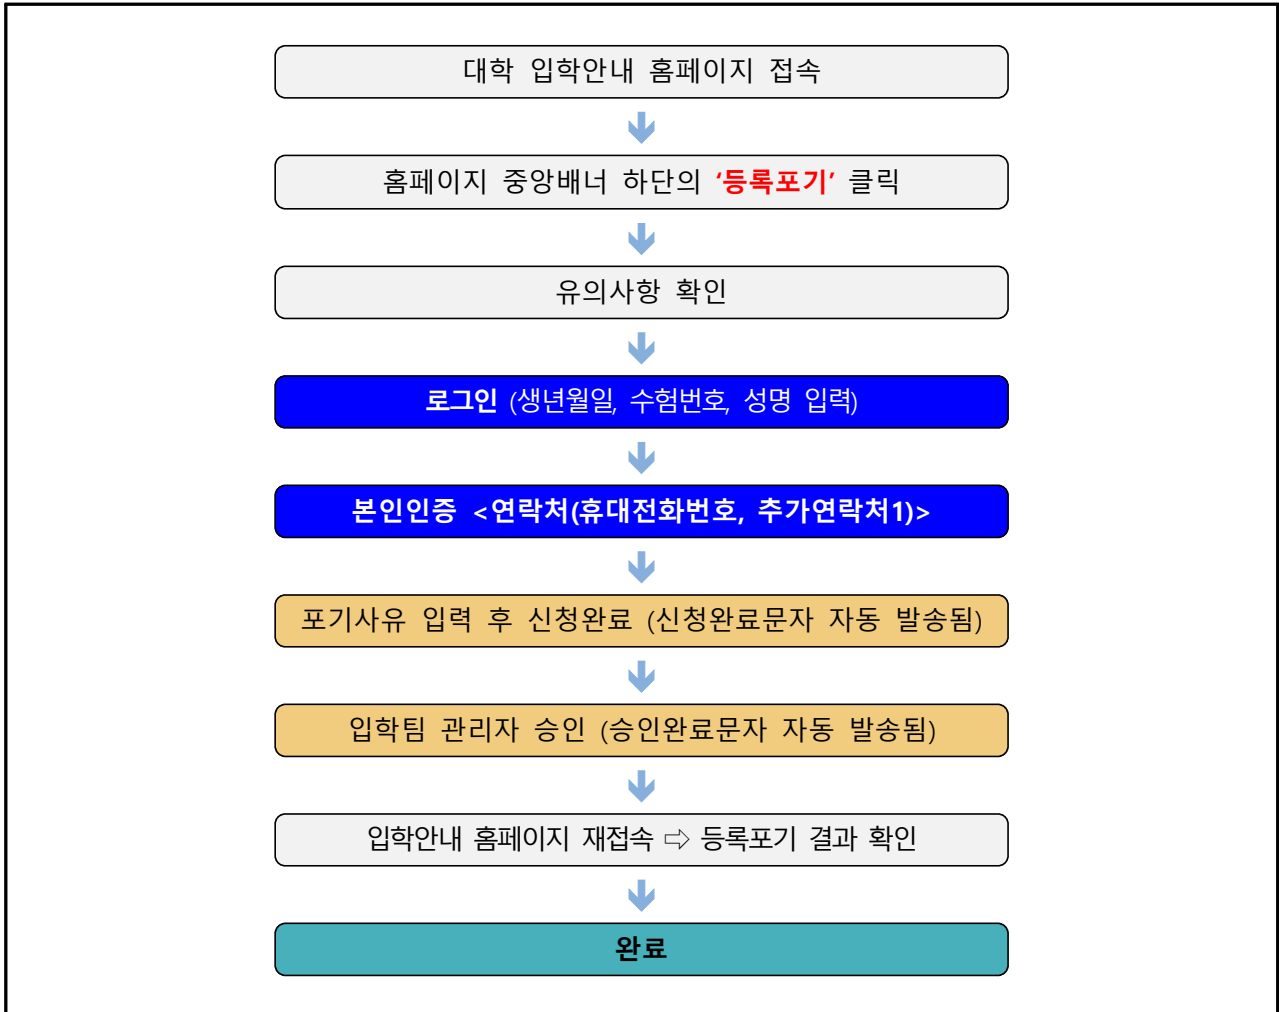 대학 입학안내 홈페이지 접속
홈페이지 중앙배너 하단의 ‘등록포기’ 클릭
유의사항 확인
로그인 (생년월일, 수험번호, 성명 입력)
본인인증 <연락처(휴대전화번호, 추가연락처1)>
포기사유 입력 후 신청완료 (신청완료문자 자동 발송됨)
입학팀 관리자 승인 (승인완료문자 자동 발송됨)
입학안내 홈페이지 재접속 ⇨ 등록포기 결과 확인
완료